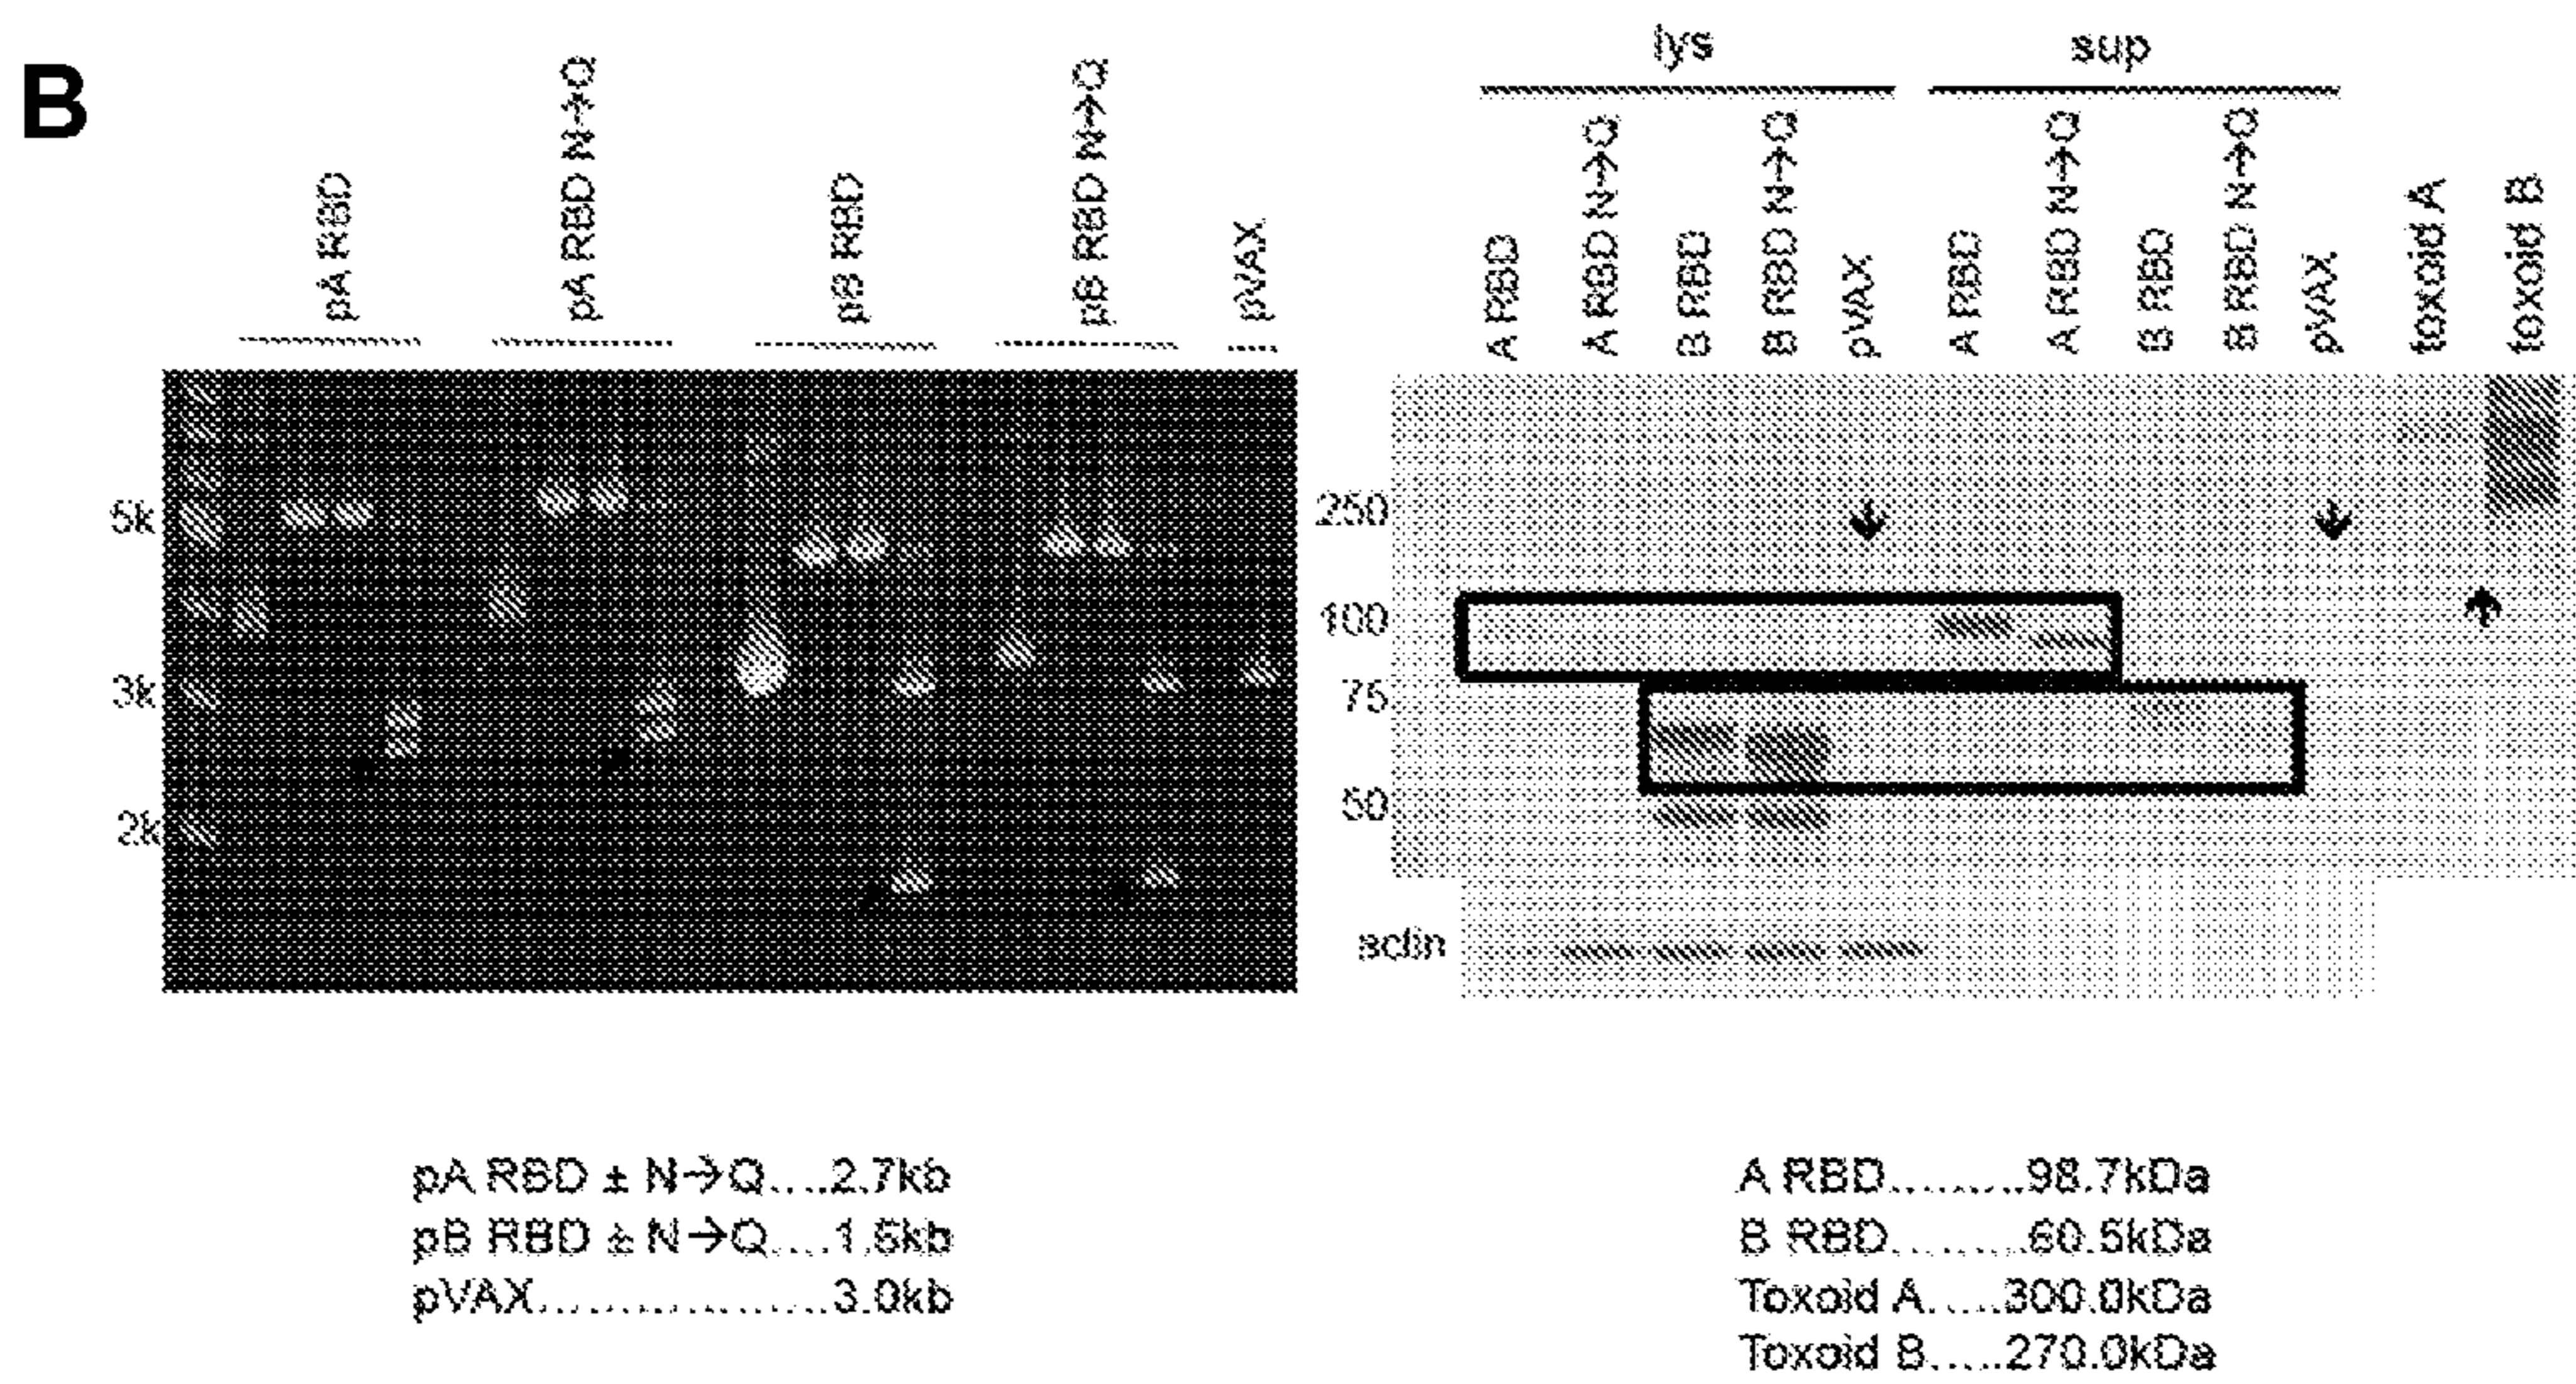 B
pA RBD
pA RBD N→Q
pB RBD
pB RBD N→Q
pVAX
5k
3k
2k
lys
sup
A RBD
A RBD N→Q
B RBD
B RBD N→Q
pVAX
A RBD
A RBD N→Q
B RBD
B RBD N→Q
pVAX
toxoid A
toxoid B
250
100
75
50
actin
pA RBD ± N→Q....2.7kb
pB RBD ± N→Q....1.6kb
pVAX..................3.0kb
A RBD.........98.7kDa
B RBD.........60.5kDa
Toxoid A.....300.0kDa
Toxoid B.....270.0kDa